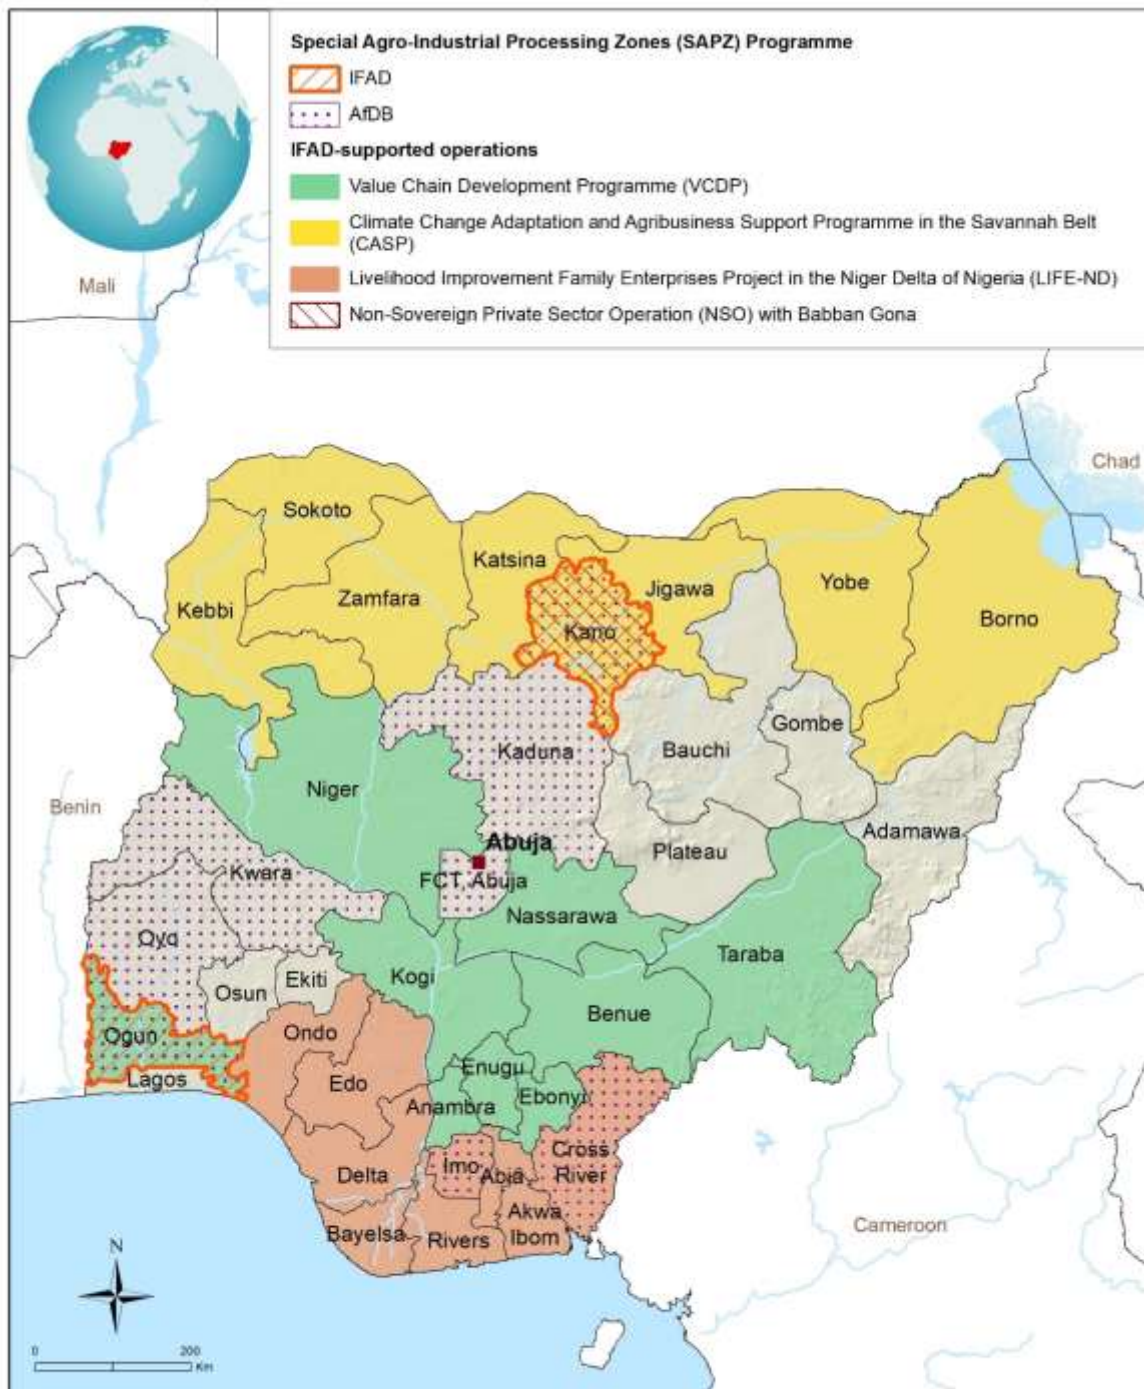 Special Agro-Industrial Processing Zones (SAPZ) Programme
IFAD
AfDB
IFAD-supported operations
Value Chain Development Programme (VCDP)
Climate Change Adaptation and Agribusiness Support Programme in the Savannah Belt
(CASP)
Livelihood Improvement Family Enterprises Project in the Niger Delta of Nigeria (LIFE-ND)
Non-Sovereign Private Sector Operation (NSO) with Babban Gona
Mali
Chad
Sokoto
Katsina
Kebbi
Zamfara
Kano
Jigawa
Yobe
Borno
Gombe
Kaduna
Bauchi
Niger
Benin
Adamawa
Abuja
Plateau
Kwara
FCT, Abuja
Nassarawa
Oyo
Taraba
Kogi
Osun
Ekiti
Benue
Ogun
Ondo
Enugu
Lagos
Edo
Anambra
Ebonyi
Cross
River
Imo
Abia
Delta
Akwa
Ibom
Bayelsa
Rivers
Cameroon
N
0 200
Km